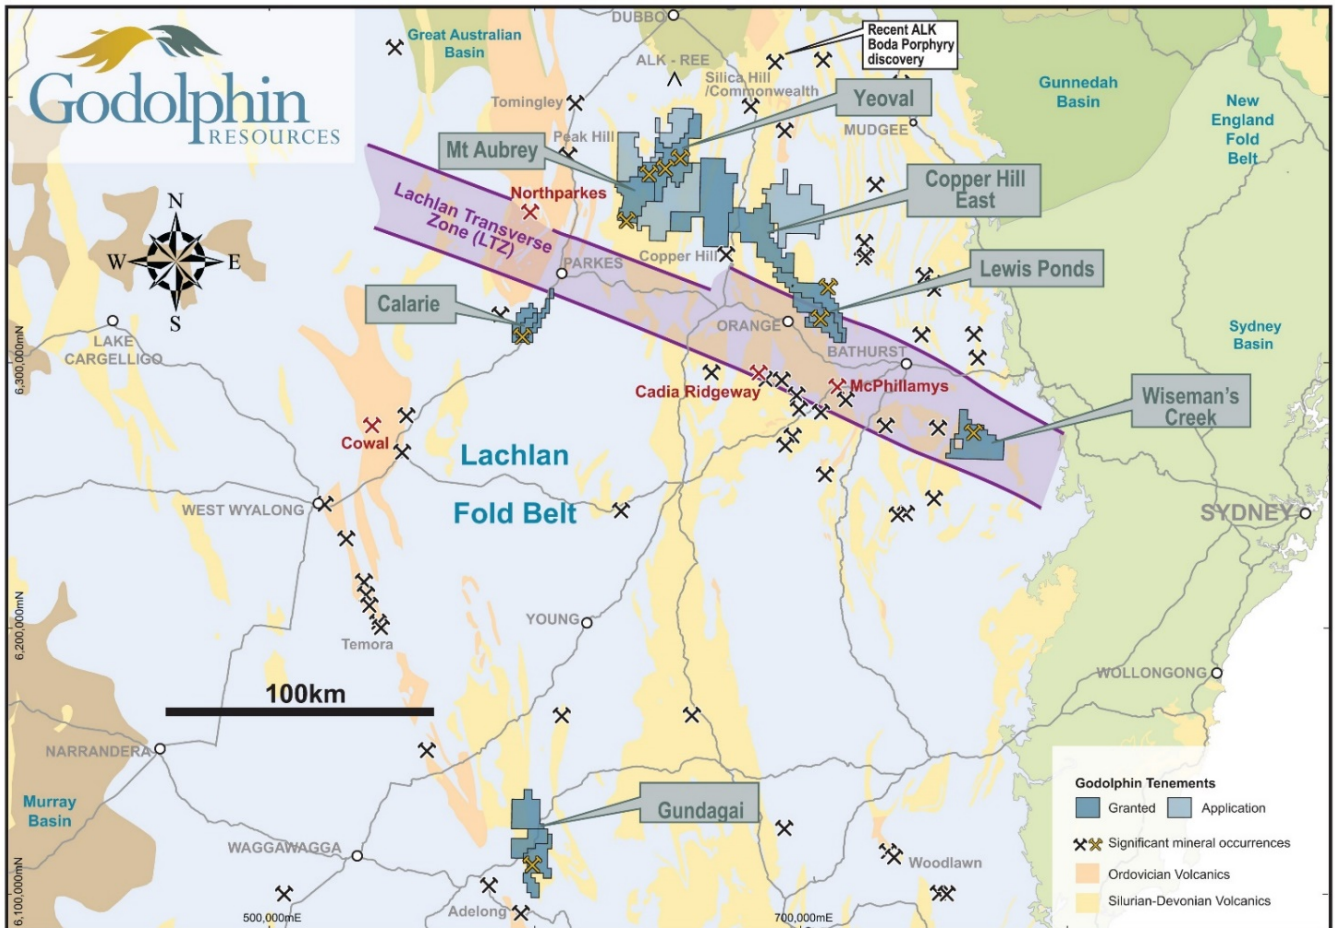 DUBBO
Great Australian
Basin
Recent ALK
Boda Porphyry
discovery
Godolphin
RESOURCES
ALK - REE
Silica Hill
/Commonwealth
Gunnedah
Basin
New
England
Fold
Belt
Tomingley
Yeoval
MUDGEE
Peak Hill
Mt Aubrey
Copper Hill
East
Northparkes
Lachlan Transverse
Zone (LTZ)
N
W
E
S
PARKES
Copper Hill
Lewis Ponds
Calarie
ORANGE
Sydney
Basin
LAKE
CARGELLIGO
BATHURST
6,300,000mN
Cadia Ridgeway
McPhillamys
Wiseman's
Creek
Cowal
Lachlan
Fold Belt
WEST WYALONG
SYDNEY
YOUNG
6,200,000mN
Temora
WOLLONGONG
100km
NARRANDERA
Murray
Basin
Gundagai
Godolphin Tenements
Granted
Application
Significant mineral occurrences
Ordovician Volcanics
Silurian-Devonian Volcanics
WAGGAWAGGA
Woodlawn
6,100,000mN
Adelong
500,000mE
700,000mE